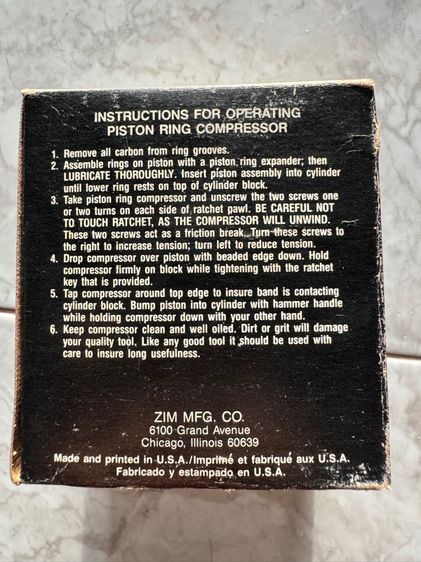 INSTRUCTIONS FOR OPERATING
PISTON RING COMPRESSOR
1. Remove all carbon from ring grooves.
2. Assemble rings on piston with a piston ring expander; then
LUBRICATE THOROUGHLY. Insert piston assembly into cylinder
until lower ring rests on top of cylinder block.
3. Take piston ring compressor and unscrew the two screws one
or two turns on each side of ratchet pawl. BE CAREFUL NOT
TO TOUCH RATCHET, AS THE COMPRESSOR WILL UNWIND.
These two screws act as a friction break. Turn these screws to
the right to increase tension; turn left to reduce tension.
4. Drop compressor over piston with beaded edge down. Hold
compressor firmly on block while tightening with the ratchet
key that is provided.
5. Tap compressor around top edge to insure band is contacting
cylinder block. Bump piston into cylinder with hammer handle
while holding compressor down with your other hand.
6. Keep compressor clean and well oiled. Dirt or grit will damage
your quality tool. Like any good tool it should be used with
care to insure long usefulness.
ZIM MFG. CO.
6100 Grand Avenue
Chicago, Illinois 60639
Made and printed in U.S.A./Imprimé et fabriqué aux U.S.A.
Fabricado y estampado en U.S.A.